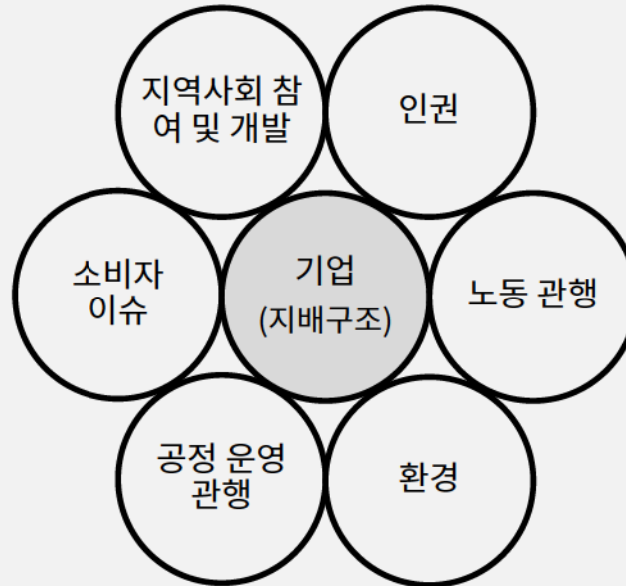 지역사회 참
여 및 개발
인권
소비자
이슈
기업
(지배구조)
노동 관행
공정 운영
관행
환경